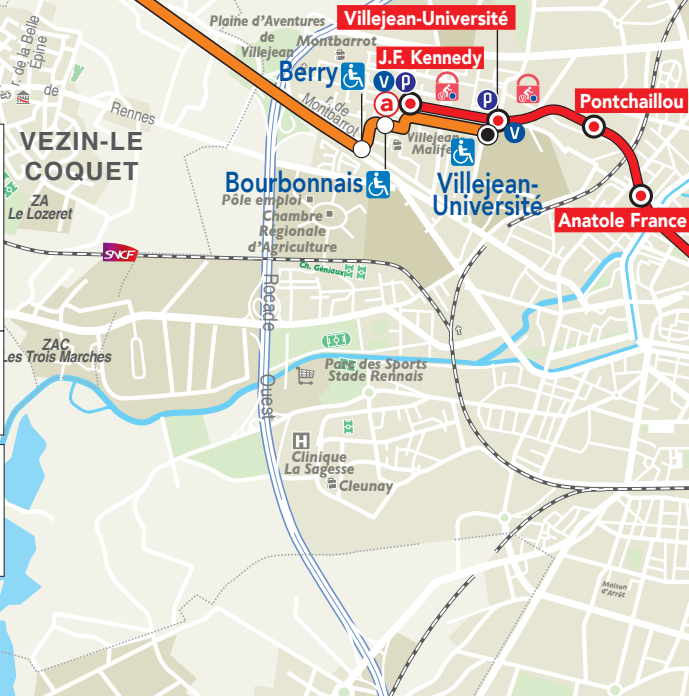 Villejean-Université
Plaine d'Aventures
de
Villejean
Montbarrot
J.F. Kennedy
r. de la Belle
Épine
Berry
V
P
a
r. de
Montbarrot
P
Pontchaillou
de
Rennes
V
Villejean
VEZIN-LE
COQUET
Bourbonnais
Villejean-
Université
ZA
Le Lozeret
Pôle emploi
Chambre
Régionale
d'Agriculture
Anatole France
SNCF
Ch. Géniaux
Rocade
ZAC
Les Trois Marches
Parc des Sports
Stade Rennais
Ouest
H
Clinique
La Sagesse
Cleunay
Maison
d'Arrêt